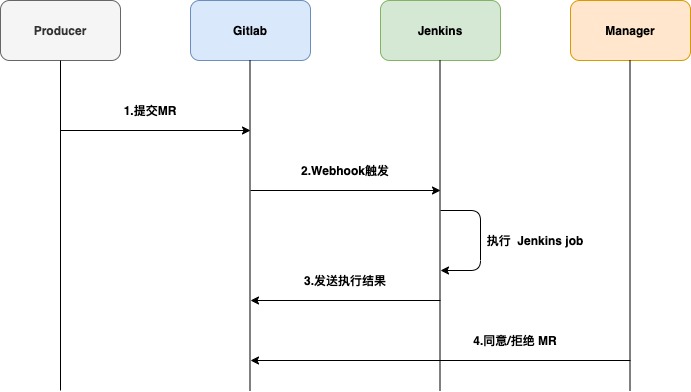 Producer
Gitlab
Jenkins
Manager
1.提交MR
2.Webhook触发
执行 Jenkins job
3.发送执行结果
4.同意/拒绝 MR